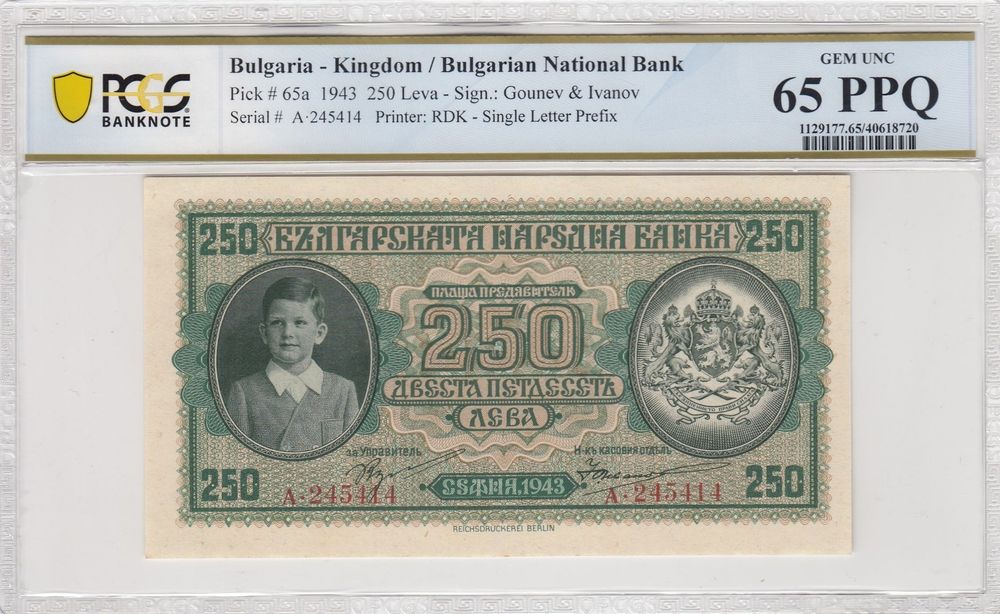 PCGS
BANKNOTE
Bulgaria - Kingdom / Bulgarian National Bank
Pick # 65a 1943 250 Leva - Sign.: Gounev & Ivanov
Serial # A·245414 Printer: RDK - Single Letter Prefix
GEM UNC
65 PPQ
1129177.65/40618720
250 ·БЪЛГАРСКАТА НАРОДНА БАНКА· 250
ПЛАЩА ПРЕДЯВИТЕЛЮ
250
ДВЕСТА ПЕТДЕСЕТЬ
ЛЕВА
за Управитель
Н-къ касовия отдѣлъ
250 А·245414 СОФИЯ.1943 А·245414 250
REICHSDRUCKEREI BERLIN